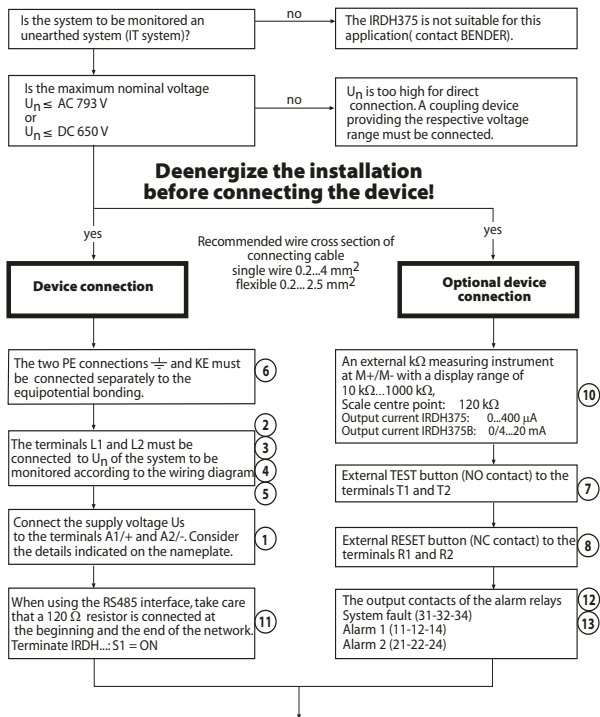 Is the system to be monitored an
unearthed system (IT system)?
no
The IRDH375 is not suitable for this
application( contact BENDER).
Is the maximum nominal voltage
Un ≤ AC 793 V
or
Un ≤ DC 650 V
no
Un is too high for direct
connection. A coupling device
providing the respective voltage
range must be connected.
Deenergize the installation
before connecting the device!
yes
yes
Recommended wire cross section of
connecting cable
single wire 0.2...4 mm2
flexible 0.2... 2.5 mm2
Device connection
Optional device
connection
The two PE connections ⏚ and KE must
be connected separately to the
equipotential bonding.
6
The terminals L1 and L2 must be
connected to Un of the system to be
monitored according to the wiring diagram
2
3
4
5
Connect the supply voltage Us
to the terminals A1/+ and A2/-. Consider
the details indicated on the nameplate.
1
When using the RS485 interface, take care
that a 120 Ω resistor is connected at
the beginning and the end of the network.
Terminate IRDH...: S1 = ON
11
An external kΩ measuring instrument
at M+/M- with a display range of
10 kΩ...1000 kΩ,
Scale centre point: 120 kΩ
Output current IRDH375: 0...400 µA
Output current IRDH375B: 0/4...20 mA
10
External TEST button (NO contact) to the
terminals T1 and T2
7
External RESET button (NC contact) to the
terminals R1 and R2
8
The output contacts of the alarm relays
System fault (31-32-34)
Alarm 1 (11-12-14)
Alarm 2 (21-22-24)
12
13